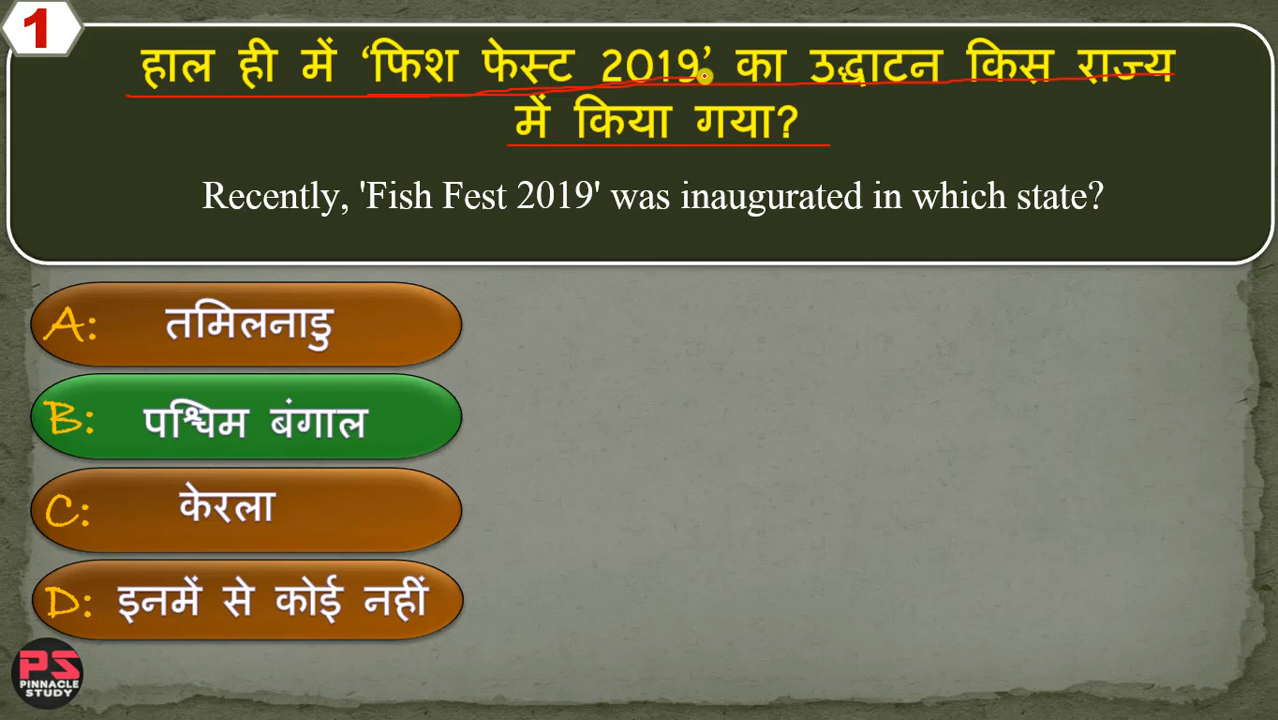 1
हाल ही में ‘फिश फेस्ट 2019’ का उद्घाटन किस राज्य
में किया गया?
Recently, 'Fish Fest 2019' was inaugurated in which state?
A: तमिलनाडु
B: पश्चिम बंगाल
C: केरला
D: इनमें से कोई नहीं
PS
PINNACLE
STUDY